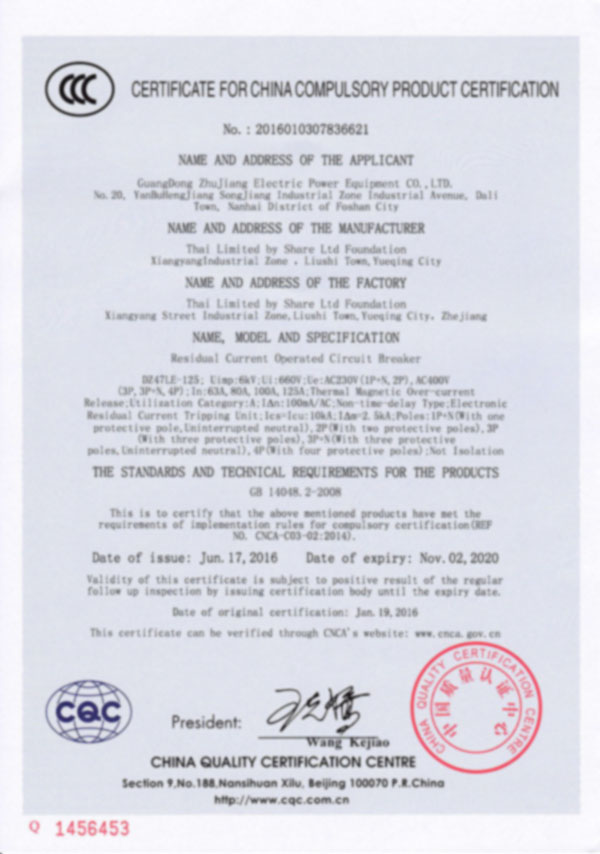 CCC
CERTIFICATE FOR CHINA COMPULSORY PRODUCT CERTIFICATION
No. : 2016010307836621
NAME AND ADDRESS OF THE APPLICANT
GuangDong ZhuJiang Electric Power Equipment CO.,LTD.
No.20, YanBuHengJiang SongJiang Industrial Zone Industrial Avenue, Dali
Town, Nanhai District of Foshan City
NAME AND ADDRESS OF THE MANUFACTURER
Thai Limited by Share Ltd Foundation
XiangyangIndustrial Zone , Liushi Town,Yueqing City
NAME AND ADDRESS OF THE FACTORY
Thai Limited by Share Ltd Foundation
Xiangyang Street Industrial Zone,Liushi Town,Yueqing City, Zhejiang
NAME, MODEL AND SPECIFICATION
Residual Current Operated Circuit Breaker
DZ47LE-125; Uimp:6kV;Ui:660V;Ue:AC230V(1P+N, 2P), AC400V
(3P, 3P+N, 4P);In:63A, 80A, 100A, 125A;Thermal Magnetic Over-current
Release;Utilization Category:A;IΔn:100mA/AC;Non-time-delay Type;Electronic
Residual Current Tripping Unit;Ics=Icu:10kA;IΔm=2.5kA;Poles:1P+N(With one
protective pole,Uninterrupted neutral), 2P(With two protective poles), 3P
(With three protective poles), 3P+N(With three protective
poles,Uninterrupted neutral), 4P(With four protective poles);Not Isolation
THE STANDARDS AND TECHNICAL REQUIREMENTS FOR THE PRODUCTS
GB 14048.2-2008
This is to certify that the above mentioned products have met the
requirements of implementation rules for compulsory certification(REF
NO. CNCA-C03-02:2014).
Date of issue: Jun.17,2016 Date of expiry: Nov.02,2020
Validity of this certificate is subject to positive result of the regular
follow up inspection by issuing certification body until the expiry date.
Date of original certification: Jan.19,2016
This certificate can be verified through CNCA's website: www.cnca.gov.cn
CHINA QUALITY CERTIFICATION CENTRE
中国质量认证中心
CQC
President:
Wang Kejiao
CHINA QUALITY CERTIFICATION CENTRE
Section 9,No.188,Nansihuan Xilu, Beijing 100070 P.R.China
http://www.cqc.com.cn
Q 1456453